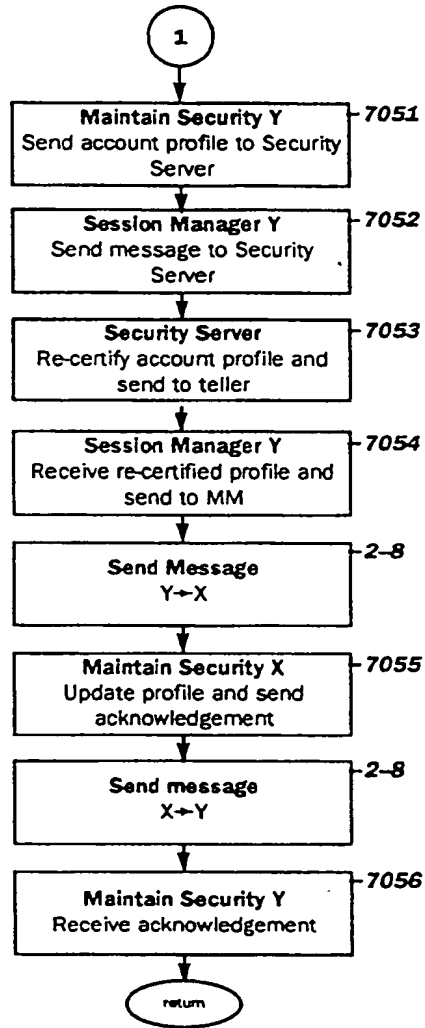 1
Maintain Security Y
7051
Send account profile to Security
Server
Session Manager Y
7052
Send message to Security
Server
Security Server
7053
Re-certify account profile and
send to teller
Session Manager Y
7054
Receive re-certified profile and
send to MM
Send Message
2-8
Y→X
Maintain Security X
7055
Update profile and send
acknowledgement
Send message
2-8
X→Y
Maintain Security Y
7056
Receive acknowledgement
return